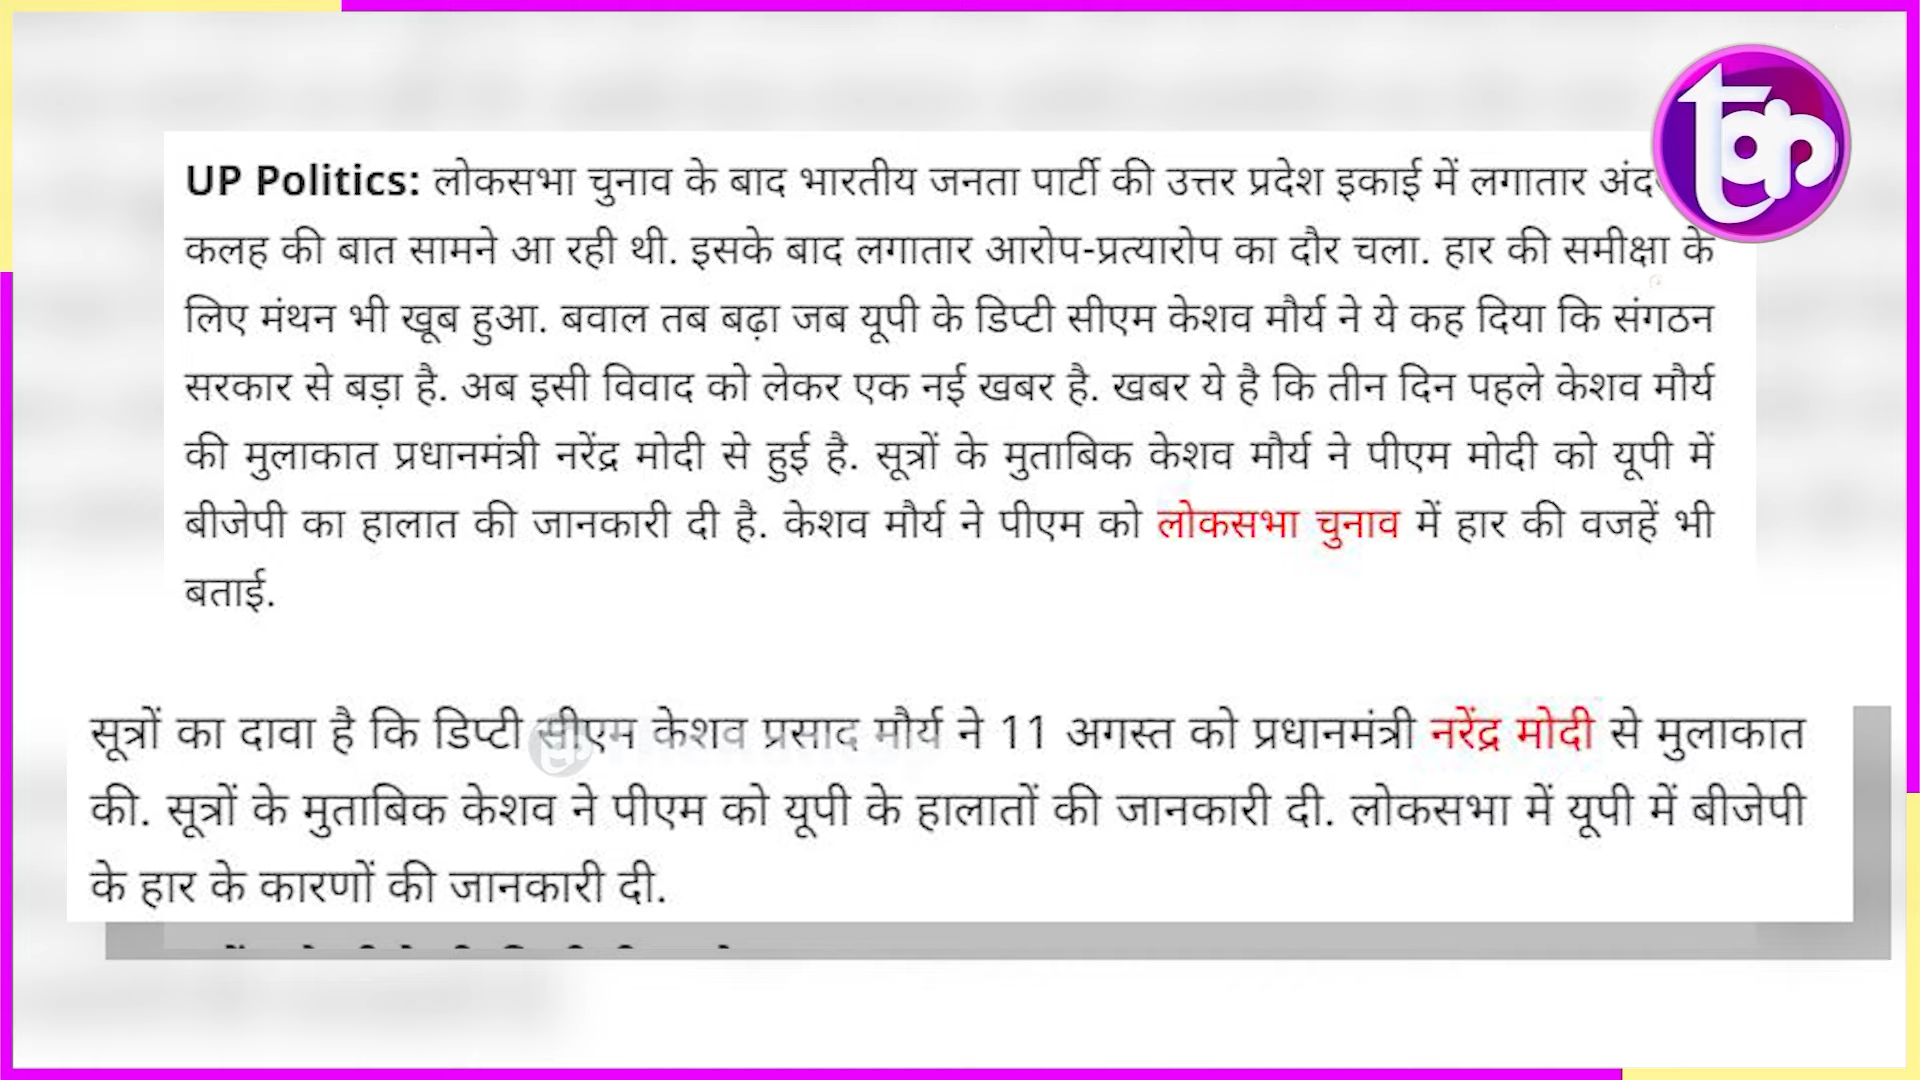 UP Politics: लोकसभा चुनाव के बाद भारतीय जनता पार्टी की उत्तर प्रदेश इकाई में लगातार
कलह की बात सामने आ रही थी. इसके बाद लगातार आरोप-प्रत्यारोप का दौर चला. हार की समीक्षा के
लिए मंथन भी खूब हुआ. बवाल तब बढ़ा जब यूपी के डिप्टी सीएम केशव मौर्य ने ये कह दिया कि संगठन
सरकार से बड़ा है. अब इसी विवाद को लेकर एक नई खबर है. खबर ये है कि तीन दिन पहले केशव मौर्य
की मुलाकात प्रधानमंत्री नरेंद्र मोदी से हुई है. सूत्रों के मुताबिक केशव मौर्य ने पीएम मोदी को यूपी में
बीजेपी का हालात की जानकारी दी है. केशव मौर्य ने पीएम को लोकसभा चुनाव में हार की वजहें भी
बताई.
सूत्रों का दावा है कि डिप्टी सीएम केशव प्रसाद मौर्य ने 11 अगस्त को प्रधानमंत्री नरेंद्र मोदी से मुलाकात
की. सूत्रों के मुताबिक केशव ने पीएम को यूपी के हालातों की जानकारी दी. लोकसभा में यूपी में बीजेपी
के हार के कारणों की जानकारी दी.